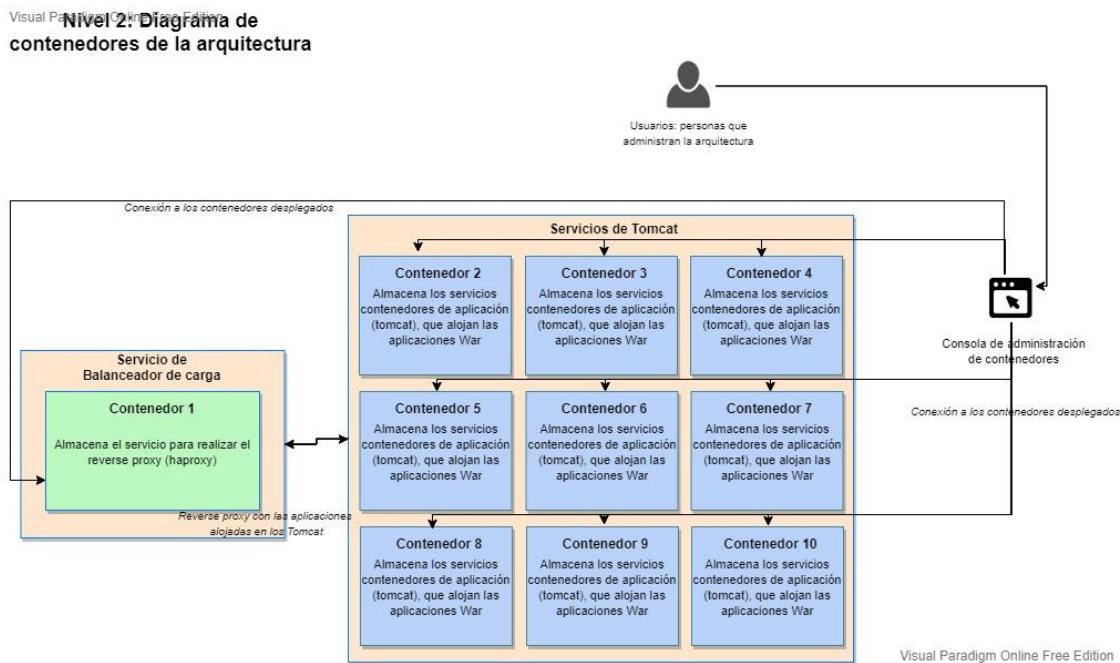 Visual Paradigm Online Free Edition
Nivel 2: Diagrama de
contenedores de la arquitectura
Usuarios: personas que
administran la arquitectura
Conexión a los contenedores desplegados
Servicios de Tomcat
Contenedor 2
Almacena los servicios
contenedores de aplicación
(tomcat), que alojan las
aplicaciones War
Contenedor 3
Almacena los servicios
contenedores de aplicación
(tomcat), que alojan las
aplicaciones War
Contenedor 4
Almacena los servicios
contenedores de aplicación
(tomcat), que alojan las
aplicaciones War
Consola de administración
de contenedores
Servicio de
Balanceador de carga
Contenedor 1
Almacena el servicio para realizar el
reverse proxy (haproxy)
Contenedor 5
Almacena los servicios
contenedores de aplicación
(tomcat), que alojan las
aplicaciones War
Contenedor 6
Almacena los servicios
contenedores de aplicación
(tomcat), que alojan las
aplicaciones War
Contenedor 7
Almacena los servicios
contenedores de aplicación
(tomcat), que alojan las
aplicaciones War
Conexión a los contenedores desplegados
Reverse proxy con las aplicaciones
alojadas en los Tomcat
Contenedor 8
Almacena los servicios
contenedores de aplicación
(tomcat), que alojan las
aplicaciones War
Contenedor 9
Almacena los servicios
contenedores de aplicación
(tomcat), que alojan las
aplicaciones War
Contenedor 10
Almacena los servicios
contenedores de aplicación
(tomcat), que alojan las
aplicaciones War
Visual Paradigm Online Free Edition